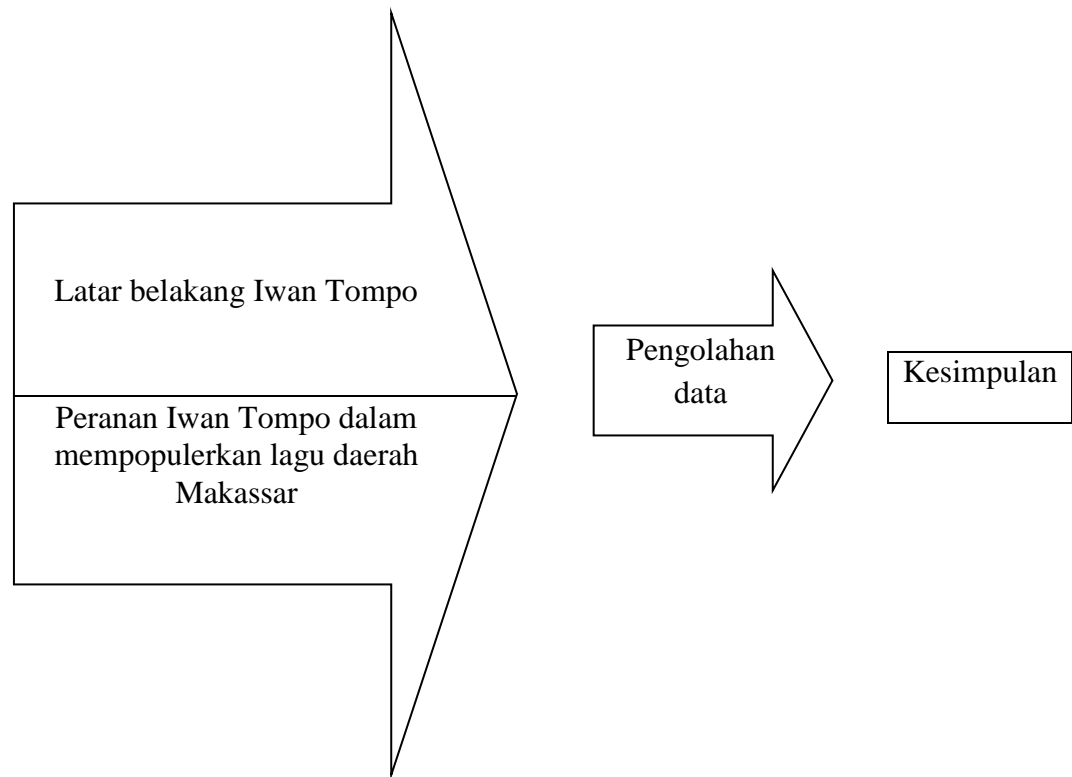 Latar belakang Iwan Tompo
Peranan Iwan Tompo dalam
mempopulerkan lagu daerah
Makassar
Pengolahan
data
Kesimpulan